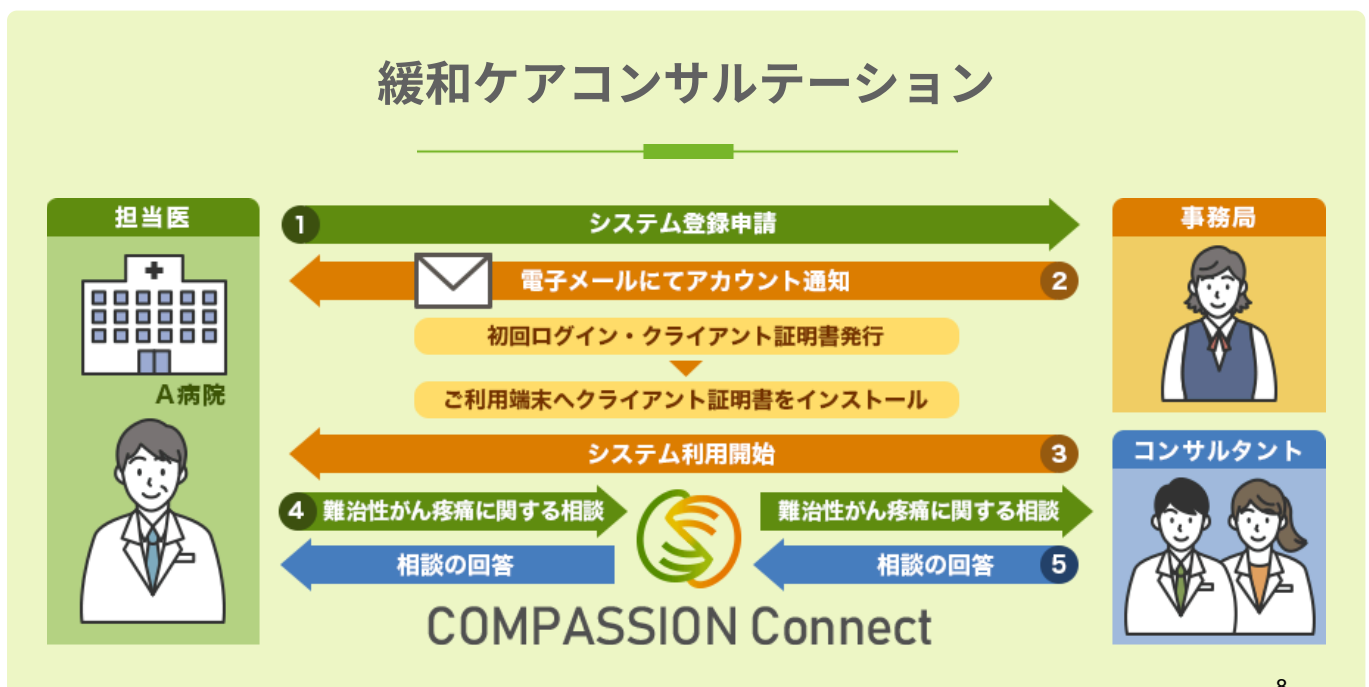 緩和ケアコンサルテーション
担当医
1 システム登録申請
事務局
電子メールにてアカウント通知 2
初回ログイン・クライアント証明書発行
ご利用端末へクライアント証明書をインストール
A病院
システム利用開始 3
コンサルタント
4 難治性がん疼痛に関する相談
難治性がん疼痛に関する相談
相談の回答
相談の回答 5
COMPASSION Connect
8